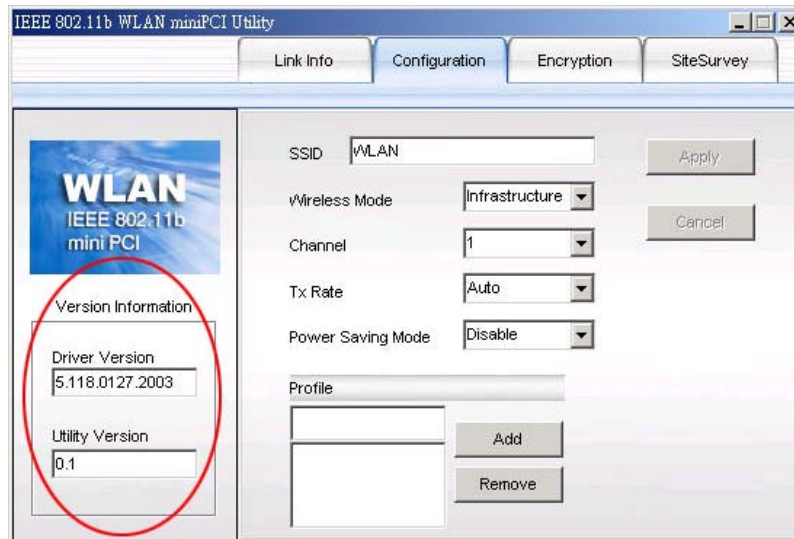 IEEE 802.11b WLAN miniPCI Utility
Link Info
Configuration
Encryption
SiteSurvey
WLAN
IEEE 802.11b
mini PCI
Version Information
Driver Version
5.118.0127.2003
Utility Version
0.1
SSID
WLAN
Wireless Mode
Infrastructure
Channel
1
Tx Rate
Auto
Power Saving Mode
Disable
Profile
Add
Remove
Apply
Cancel